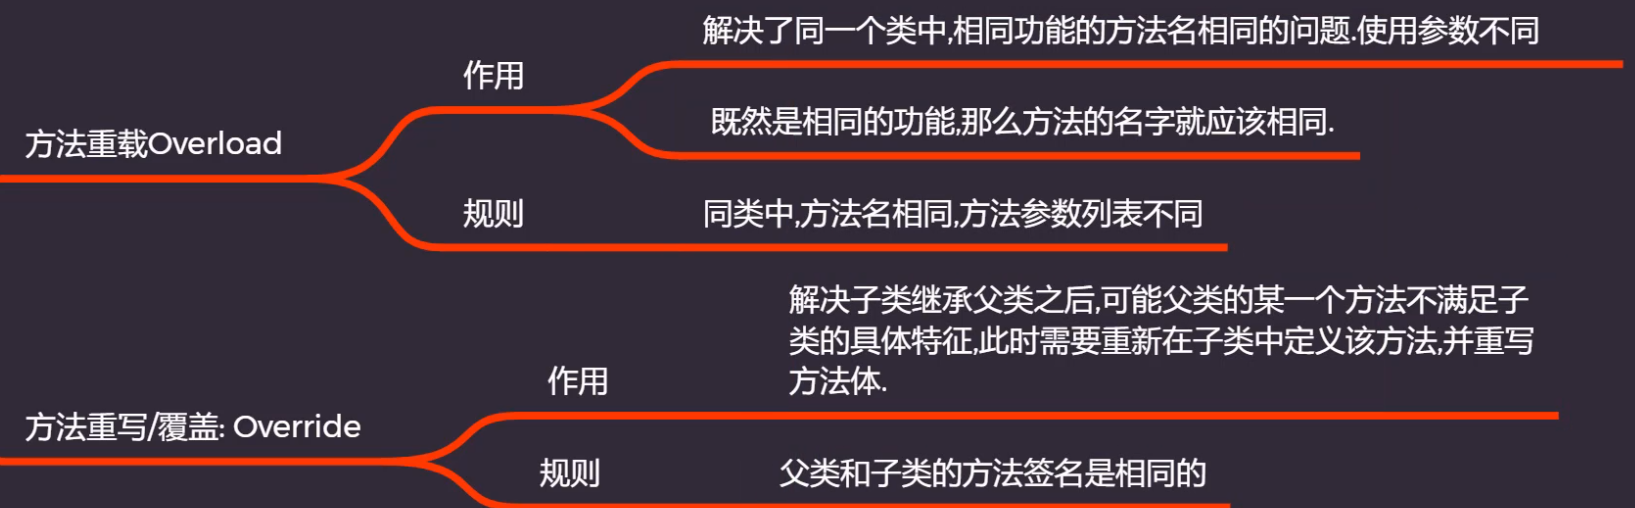 解决了同一个类中,相同功能的方法名相同的问题.使用参数不同
作用
既然是相同的功能,那么方法的名字就应该相同.
方法重载Overload
规则
同类中,方法名相同,方法参数列表不同
解决子类继承父类之后,可能父类的某一个方法不满足子
类的具体特征,此时需要重新在子类中定义该方法,并重写
方法体.
作用
方法重写/覆盖: Override
规则
父类和子类的方法签名是相同的